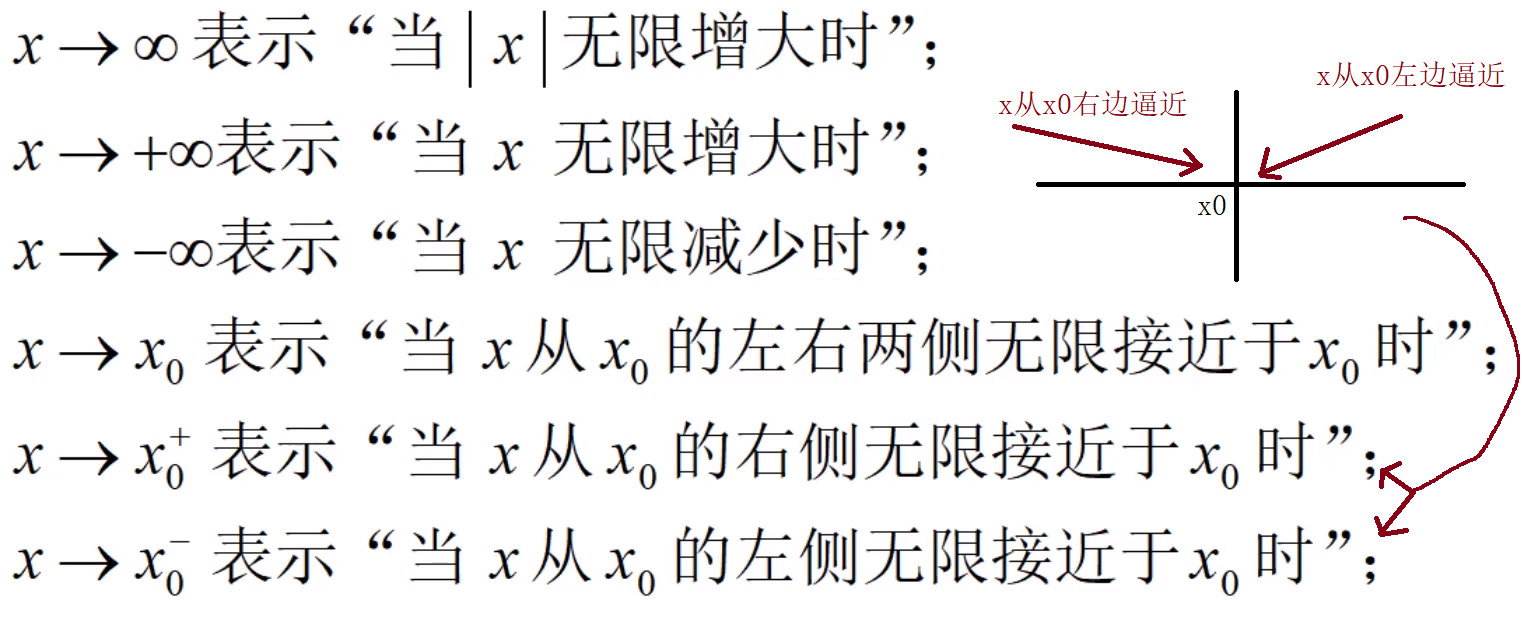 x → ∞ 表示 “当 | x | 无限增大时”;
x从x0左边逼近
x从x0右边逼近
x → +∞表示 “当 x 无限增大时”;
x0
x → −∞表示 “当 x 无限减少时”;
x → x₀ 表示 “当 x 从 x₀ 的左右两侧无限接近于 x₀ 时”;
x → x₀⁺ 表示 “当 x 从 x₀ 的右侧无限接近于 x₀ 时”;
x → x₀⁻ 表示 “当 x 从 x₀ 的左侧无限接近于 x₀ 时”;